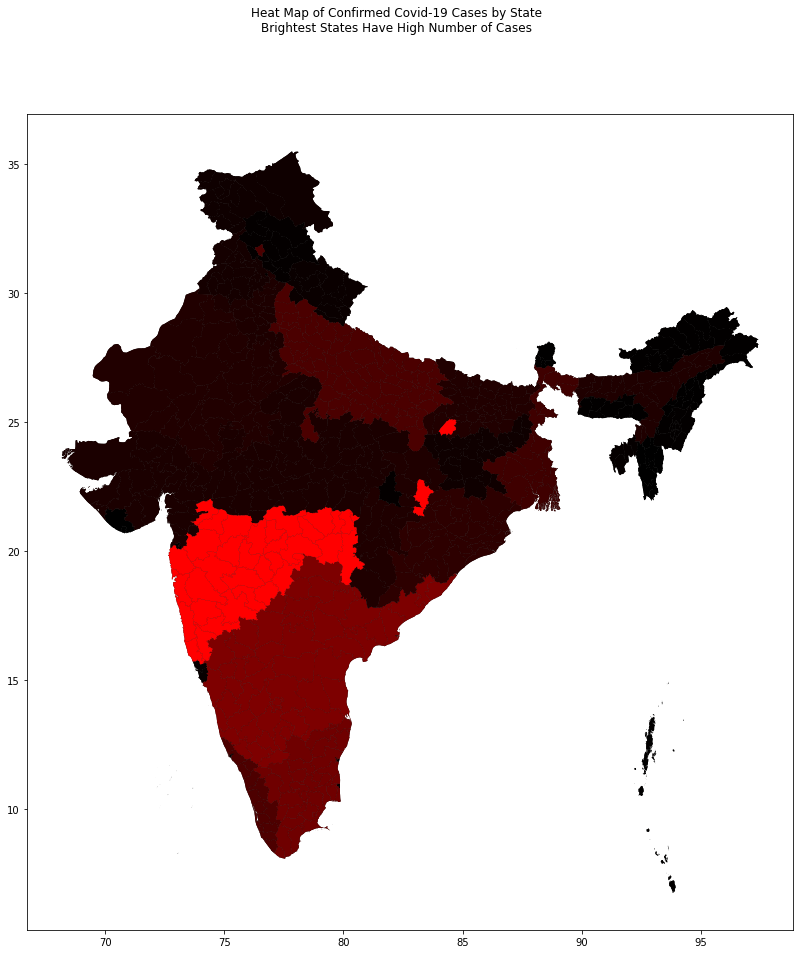 Heat Map of Confirmed Covid-19 Cases by State
Brightest States Have High Number of Cases
35
30
25
20
15
10
70 75 80 85 90 95